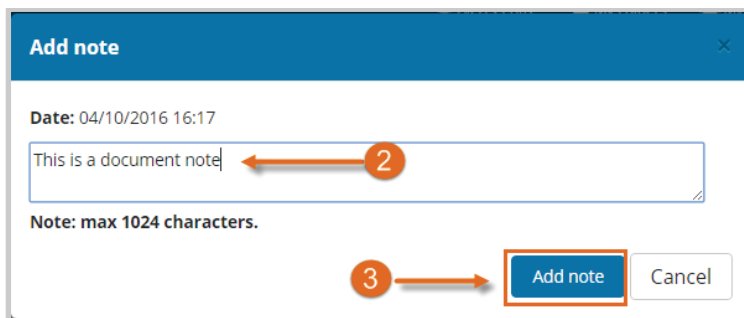 Add note
×
Date: 04/10/2016 16:17
This is a document note
2
Note: max 1024 characters.
3
Add note
Cancel